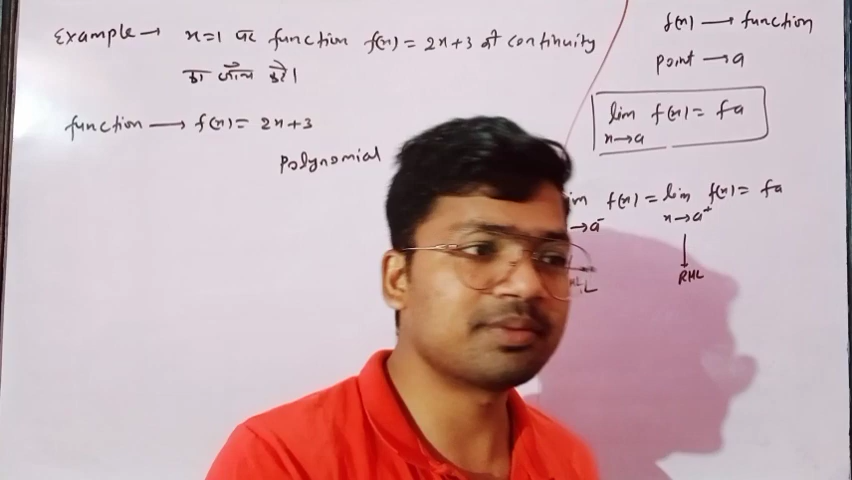 Example → x=1 पर function f(x) = 2x+3 की continuity
का जाँच करे।
function → f(x) = 2x+3
Polynomial
f(x) → function
point → a
lim f(x) = fa
x→a
im f(x) = lim f(x) = fa
→a⁻ x→a⁺
RHL